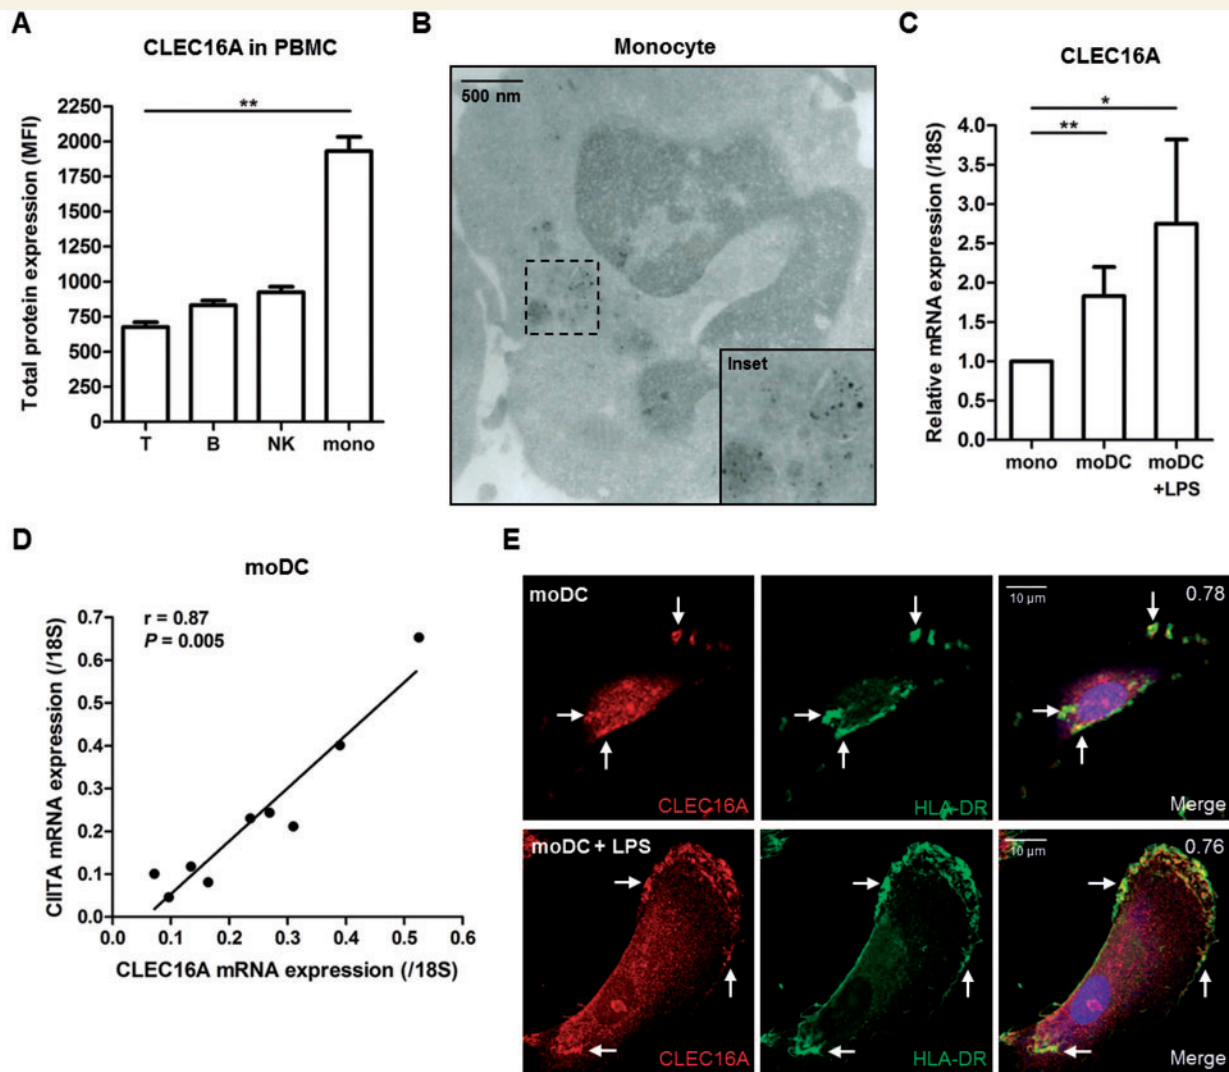 A
CLEC16A in PBMC
Total protein expression (MFI)
2250
2000
1750
1500
1250
1000
750
500
250
0
**
T B NK mono
B
Monocyte
500 nm
Inset
C
CLEC16A
Relative mRNA expression (/18S)
4.0
3.5
3.0
2.5
2.0
1.5
1.0
0.5
0.0
*
**
mono moDC moDC
+LPS
D
moDC
r = 0.87
P = 0.005
CIITA mRNA expression (/18S)
0.7
0.6
0.5
0.4
0.3
0.2
0.1
0.0
0.0 0.1 0.2 0.3 0.4 0.5 0.6
CLEC16A mRNA expression (/18S)
E
moDC
CLEC16A
HLA-DR
10 µm
0.78
Merge
moDC + LPS
CLEC16A
HLA-DR
10 µm
0.76
Merge